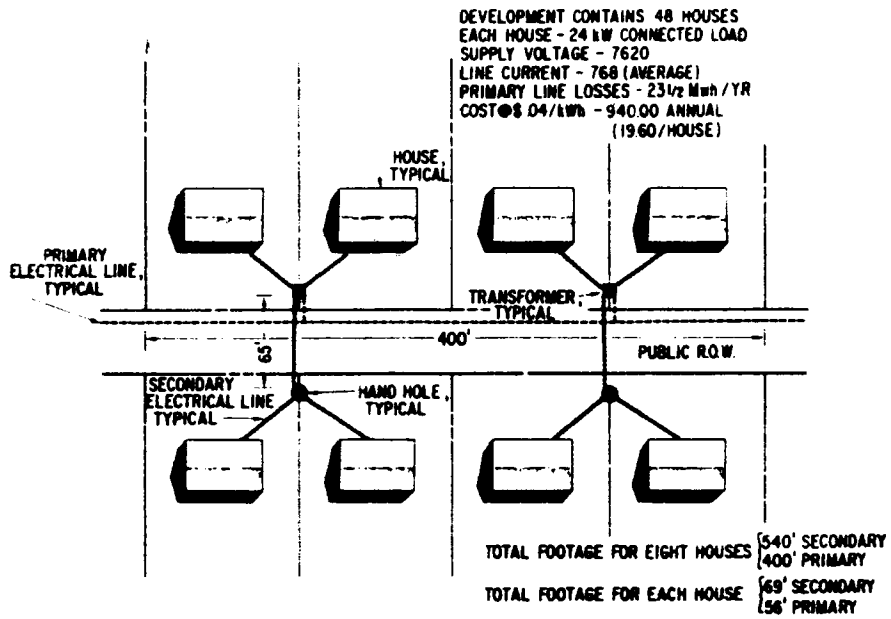 DEVELOPMENT CONTAINS 48 HOUSES
EACH HOUSE - 24 kW CONNECTED LOAD
SUPPLY VOLTAGE - 7620
LINE CURRENT - 768 (AVERAGE)
PRIMARY LINE LOSSES - 23 1/2 Mwh/YR
COST@$.04/kWh - 940.00 ANNUAL
(19.60/HOUSE)
HOUSE,
TYPICAL
PRIMARY
ELECTRICAL LINE,
TYPICAL
TRANSFORMER,
TYPICAL
400'
65'
PUBLIC R.O.W.
SECONDARY
ELECTRICAL LINE
TYPICAL
HAND HOLE,
TYPICAL
TOTAL FOOTAGE FOR EIGHT HOUSES {540' SECONDARY
400' PRIMARY
TOTAL FOOTAGE FOR EACH HOUSE {69' SECONDARY
56' PRIMARY